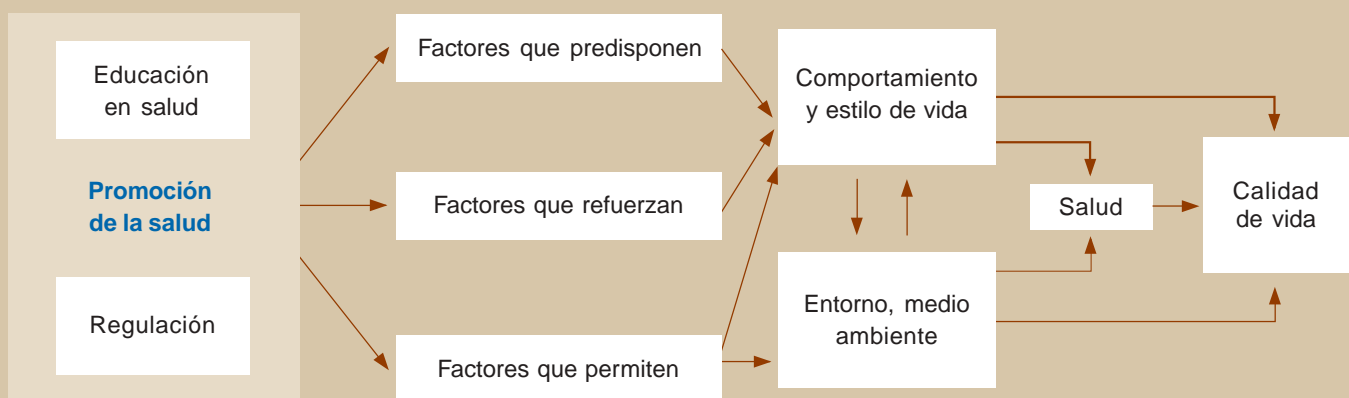 Educación
en salud
Promoción
de la salud
Regulación
Factores que predisponen
Factores que refuerzan
Factores que permiten
Comportamiento
y estilo de vida
Entorno, medio
ambiente
Salud
Calidad
de vida